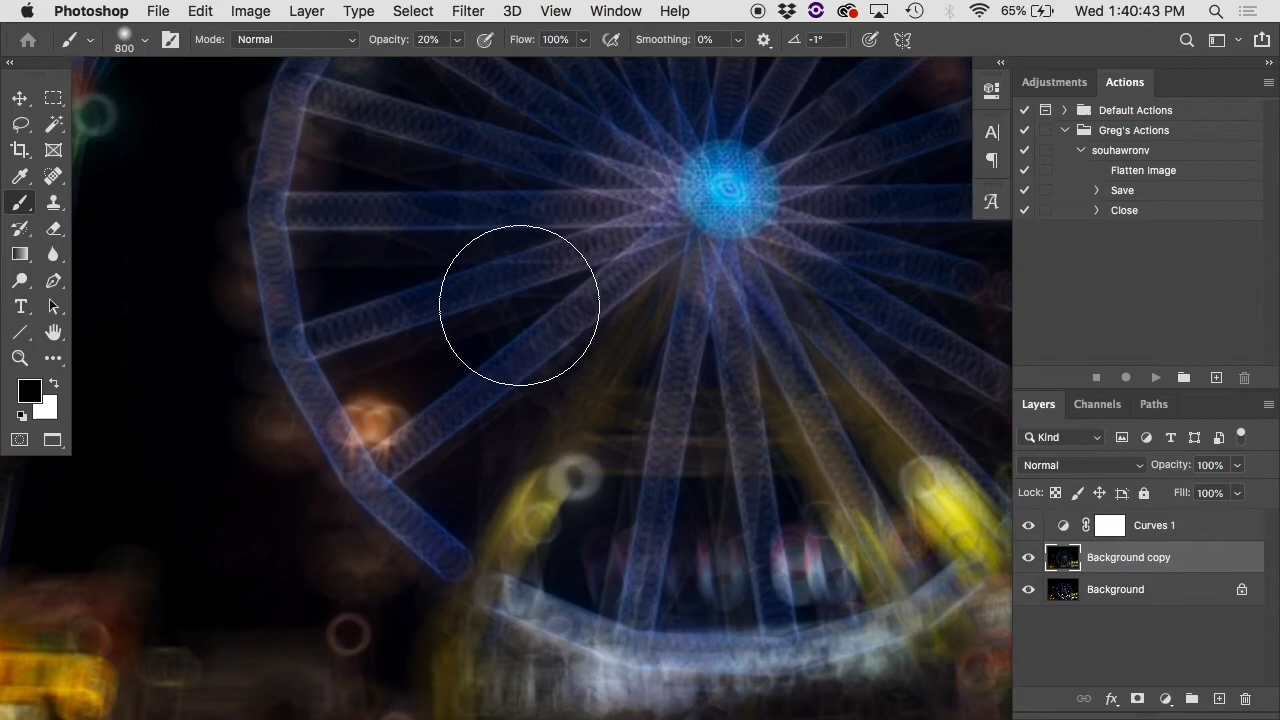 Photoshop File Edit Image Layer Type Select Filter 3D View Window Help 65% Wed 1:40:43 PM
800 Mode: Normal Opacity: 20% Flow: 100% Smoothing: 0% -1°
Adjustments Actions
Default Actions
Greg's Actions
souhawronv
Flatten Image
Save
Close
Layers Channels Paths
Kind
Normal Opacity: 100%
Lock: Fill: 100%
Curves 1
Background copy
Background